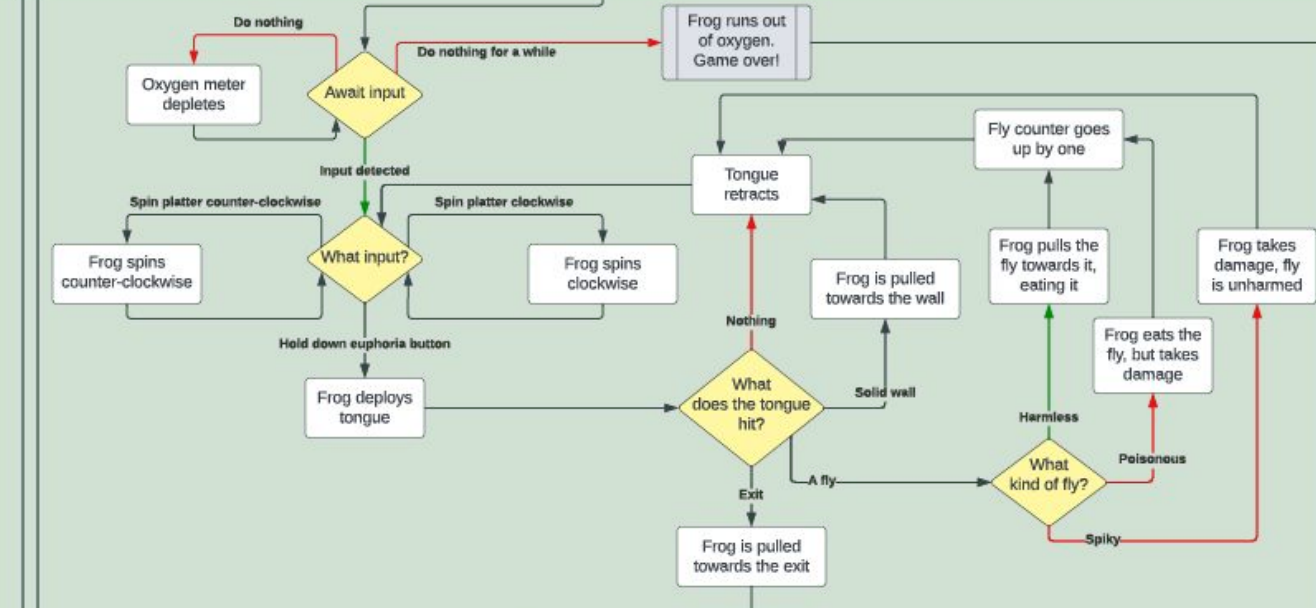 Do nothing
Oxygen meter
depletes
Await input
Do nothing for a while
Frog runs out
of oxygen.
Game over!
Input detected
Spin platter counter-clockwise
Spin platter clockwise
Frog spins
counter-clockwise
What input?
Frog spins
clockwise
Hold down euphoria button
Frog deploys
tongue
Tongue
retracts
Fly counter goes
up by one
Frog is pulled
towards the wall
Frog pulls the
fly towards it,
eating it
Frog takes
damage, fly
is unharmed
Nothing
Frog eats the
fly, but takes
damage
What
does the tongue
hit?
Solid wall
Harmless
Poisonous
What
kind of fly?
A fly
Exit
Spiky
Frog is pulled
towards the exit